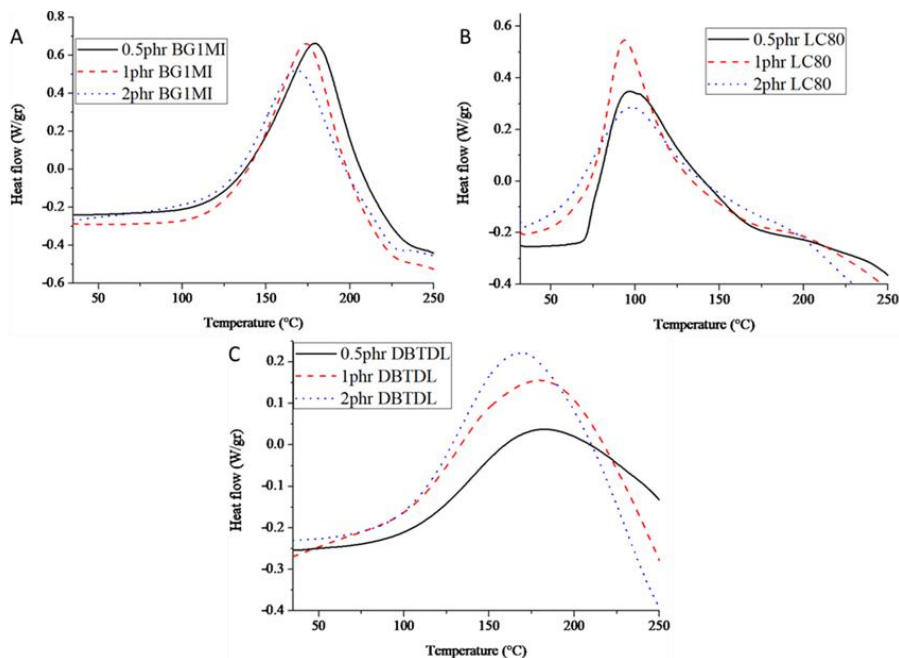 A
0.5phr BG1MI
1phr BG1MI
2phr BG1MI
0.6
0.4
0.2
0.0
-0.2
-0.4
-0.6
Heat flow (W/gr)
50 100 150 200 250
Temperature (°C)
B
0.5phr LC80
1phr LC80
2phr LC80
0.6
0.4
0.2
0.0
-0.2
-0.4
Heat flow (W/gr)
50 100 150 200 250
Temperature (°C)
C
0.5phr DBTDL
1phr DBTDL
2phr DBTDL
0.2
0.1
0.0
-0.1
-0.2
-0.3
-0.4
Heat flow (W/gr)
50 100 150 200 250
Temperature (°C)